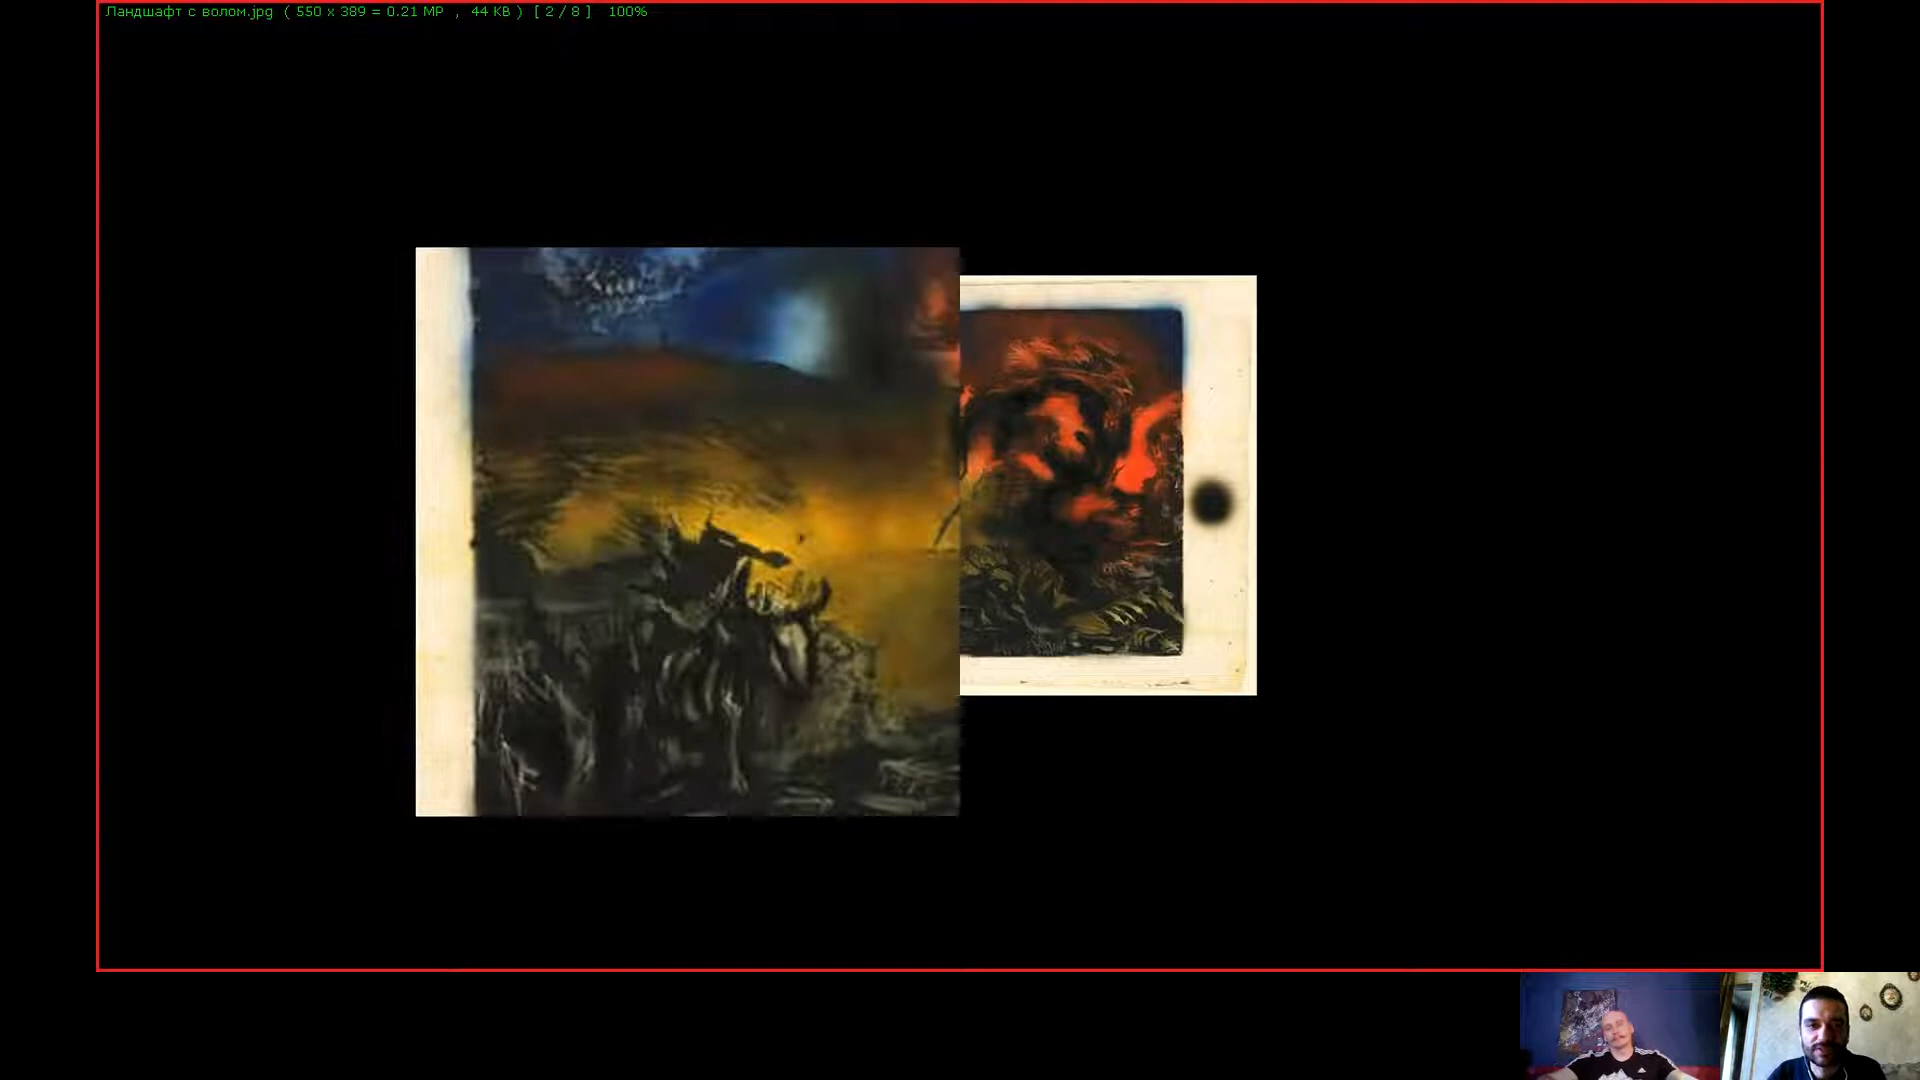 Ландшафт с волом.jpg ( 550 x 389 = 0.21 MP , 44 KB ) [ 2 / 8 ] 100%